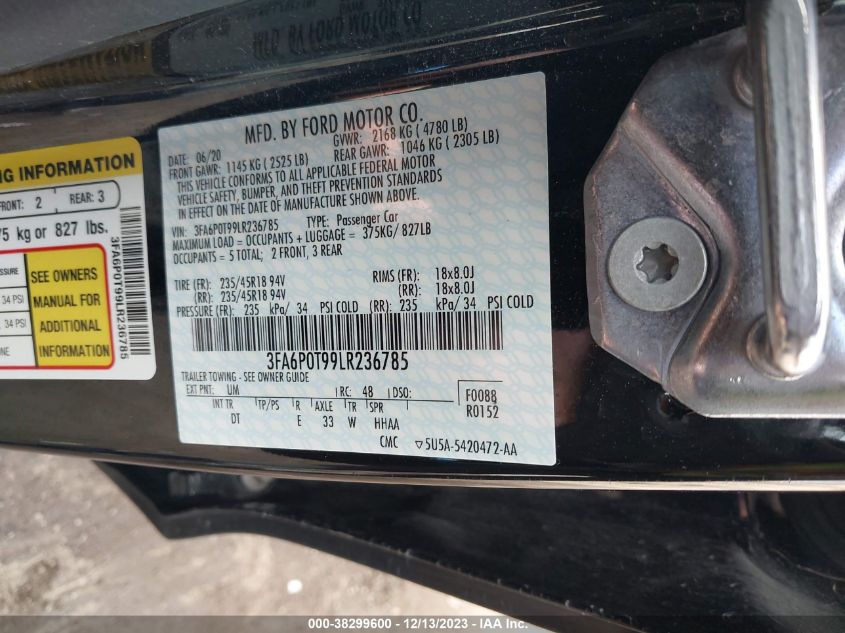 MFD. BY FORD MOTOR CO.
DATE: 06/20 GVWR: 2168 KG ( 4780 LB)
FRONT GAWR: 1145 KG ( 2525 LB) REAR GAWR: 1046 KG ( 2305 LB)
THIS VEHICLE CONFORMS TO ALL APPLICABLE FEDERAL MOTOR
VEHICLE SAFETY, BUMPER, AND THEFT PREVENTION STANDARDS
IN EFFECT ON THE DATE OF MANUFACTURE SHOWN ABOVE.
VIN: 3FA6P0T99LR236785 TYPE: Passenger Car
MAXIMUM LOAD = OCCUPANTS + LUGGAGE = 375KG/ 827LB
OCCUPANTS = 5 TOTAL; 2 FRONT, 3 REAR
TIRE (FR): 235/45R18 94V RIMS (FR): 18x8.0J
(RR): 235/45R18 94V (RR): 18x8.0J
PRESSURE (FR): 235 kPa/ 34 PSI COLD (RR): 235 kPa/ 34 PSI COLD
3FA6P0T99LR236785
TRAILER TOWING - SEE OWNER GUIDE
EXT PNT: UM RC: 48 DSO: F0088
INT TR TP/PS R AXLE TR SPR R0152
DT E 33 W HHAA
CMC ▽5U5A-5420472-AA
NG INFORMATION
FRONT: 2 REAR: 3
75 kg or 827 lbs.
SSURE
34 PSI
34 PSI
ONE
SEE OWNERS
MANUAL FOR
ADDITIONAL
INFORMATION
3FA6P0T99LR236785
000-38299600 - 12/13/2023 - IAA Inc.